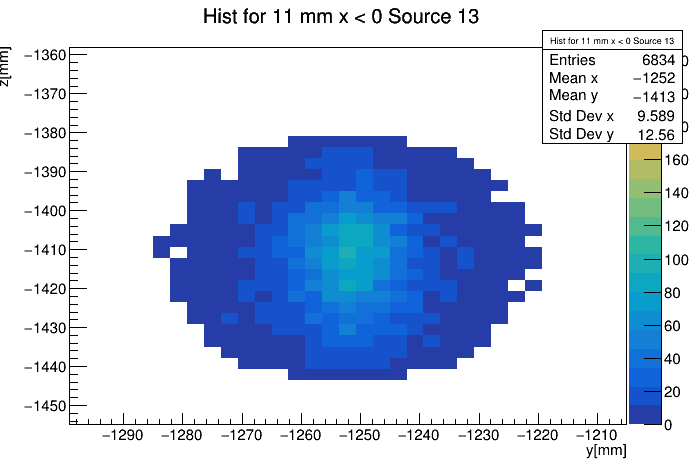 Hist for 11 mm x < 0 Source 13
Hist for 11 mm x < 0 Source 13
Entries 6834
Mean x −1252
Mean y −1413
Std Dev x 9.589
Std Dev y 12.56
z[mm]
−1360
−1370
−1380
−1390
−1400
−1410
−1420
−1430
−1440
−1450
160
140
120
100
80
60
40
20
0
−1290 −1280 −1270 −1260 −1250 −1240 −1230 −1220 −1210
y[mm]